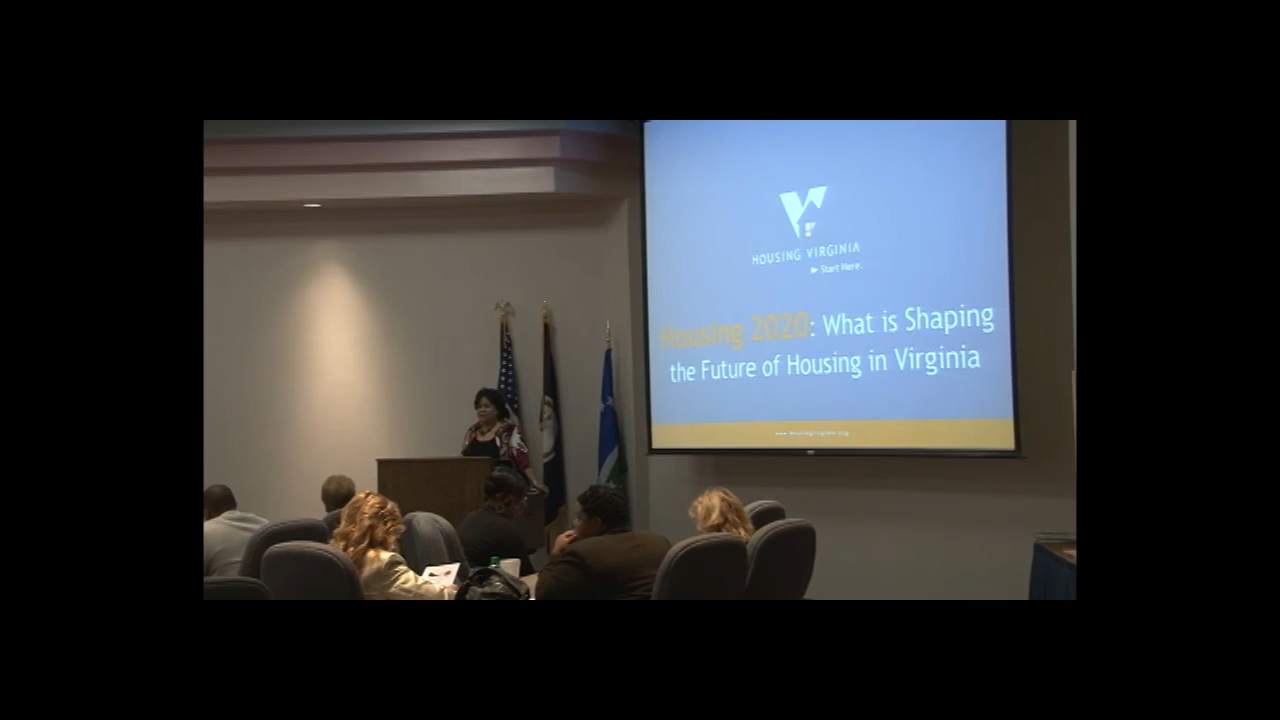 HOUSING VIRGINIA
Start Here.
Housing 2020: What is Shaping
the Future of Housing in Virginia